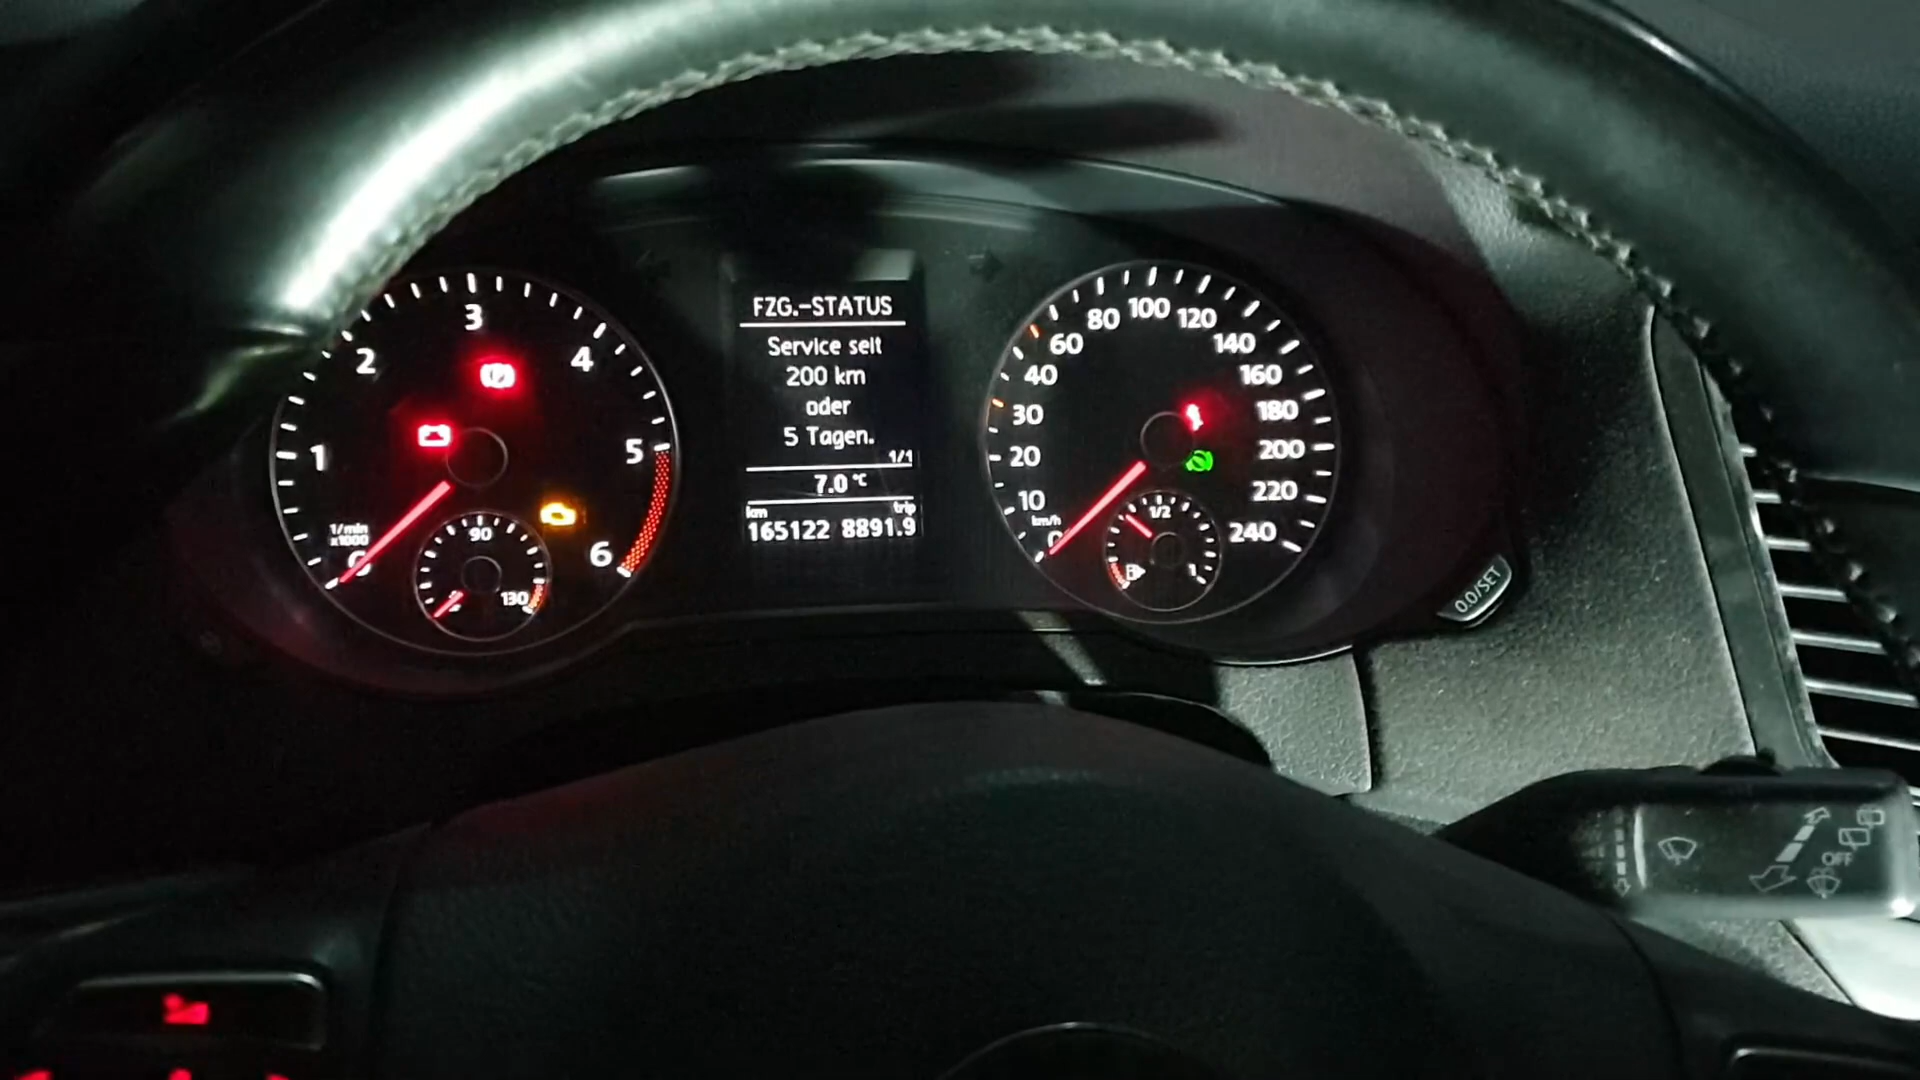 1
2
3
4
5
6
1/min
x1000
90
130
FZG.-STATUS
Service seit
200 km
oder
5 Tagen.
1/1
7.0 °C
km trip
165122 8891.9
0
10
20
30
40
60
80
100
120
140
160
180
200
220
240
km/h
1/2
1
0.0/SET
OFF